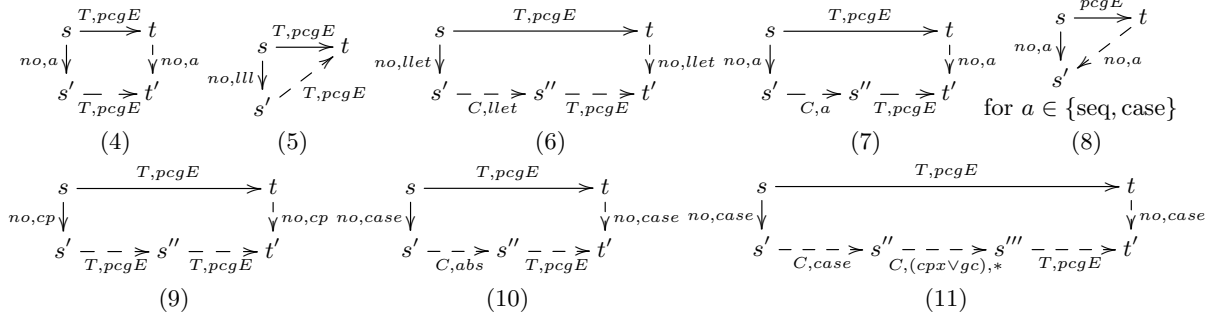 s T,pcgE t
no,a no,a
s′ T,pcgE t′
(4)
s T,pcgE t
no,lll T,pcgE
s′
(5)
s T,pcgE t
no,llet no,llet
s′ C,llet s′′ T,pcgE t′
(6)
s T,pcgE t
no,a no,a
s′ C,a s′′ T,pcgE t′
(7)
s pcgE t
no,a no,a
s′
for a ∈ {seq, case}
(8)
s T,pcgE t
no,cp no,cp
s′ T,pcgE s′′ T,pcgE t′
(9)
s T,pcgE t
no,case no,case
s′ C,abs s′′ T,pcgE t′
(10)
s T,pcgE t
no,case no,case
s′ C,case s′′ C,(cpx∨gc),∗ s′′′ T,pcgE t′
(11)